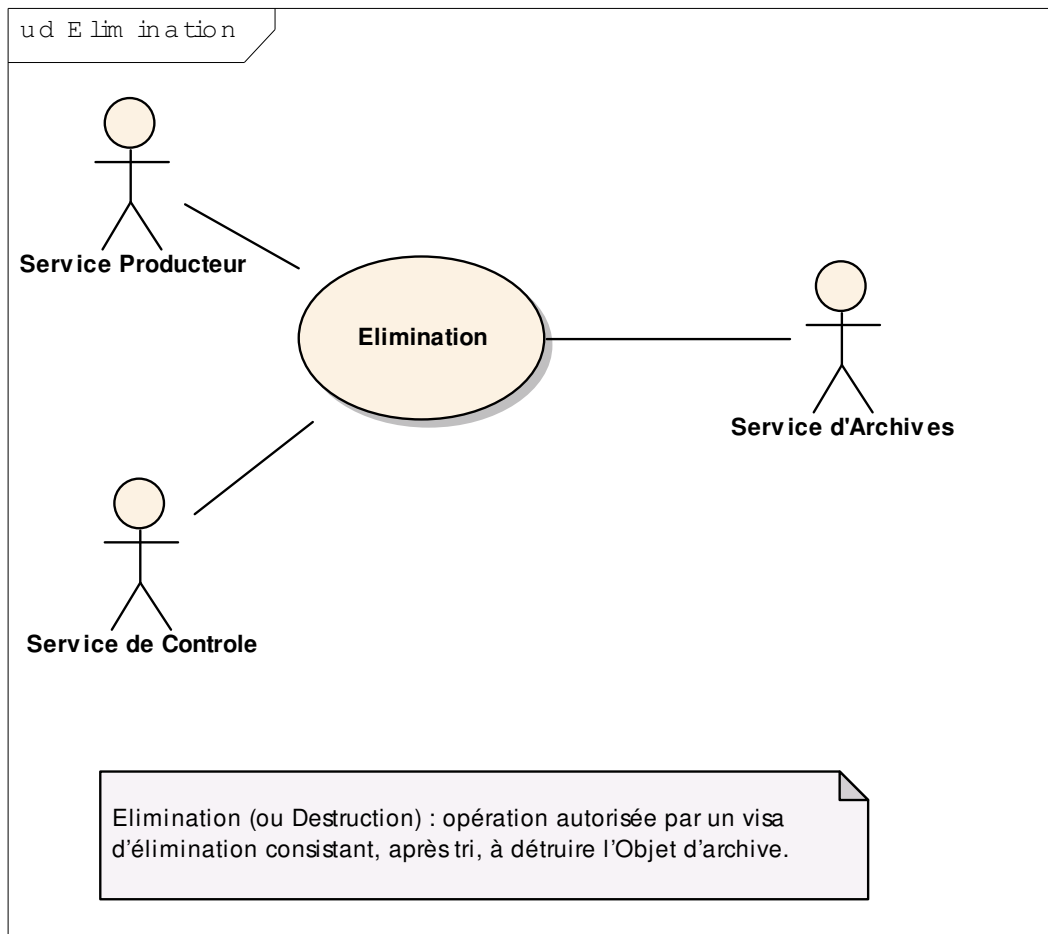 ud Elimination
Service Producteur
Elimination
Service d'Archives
Service de Controle
Elimination (ou Destruction) : opération autorisée par un visa
d’élimination consistant, après tri, à détruire l’Objet d’archive.